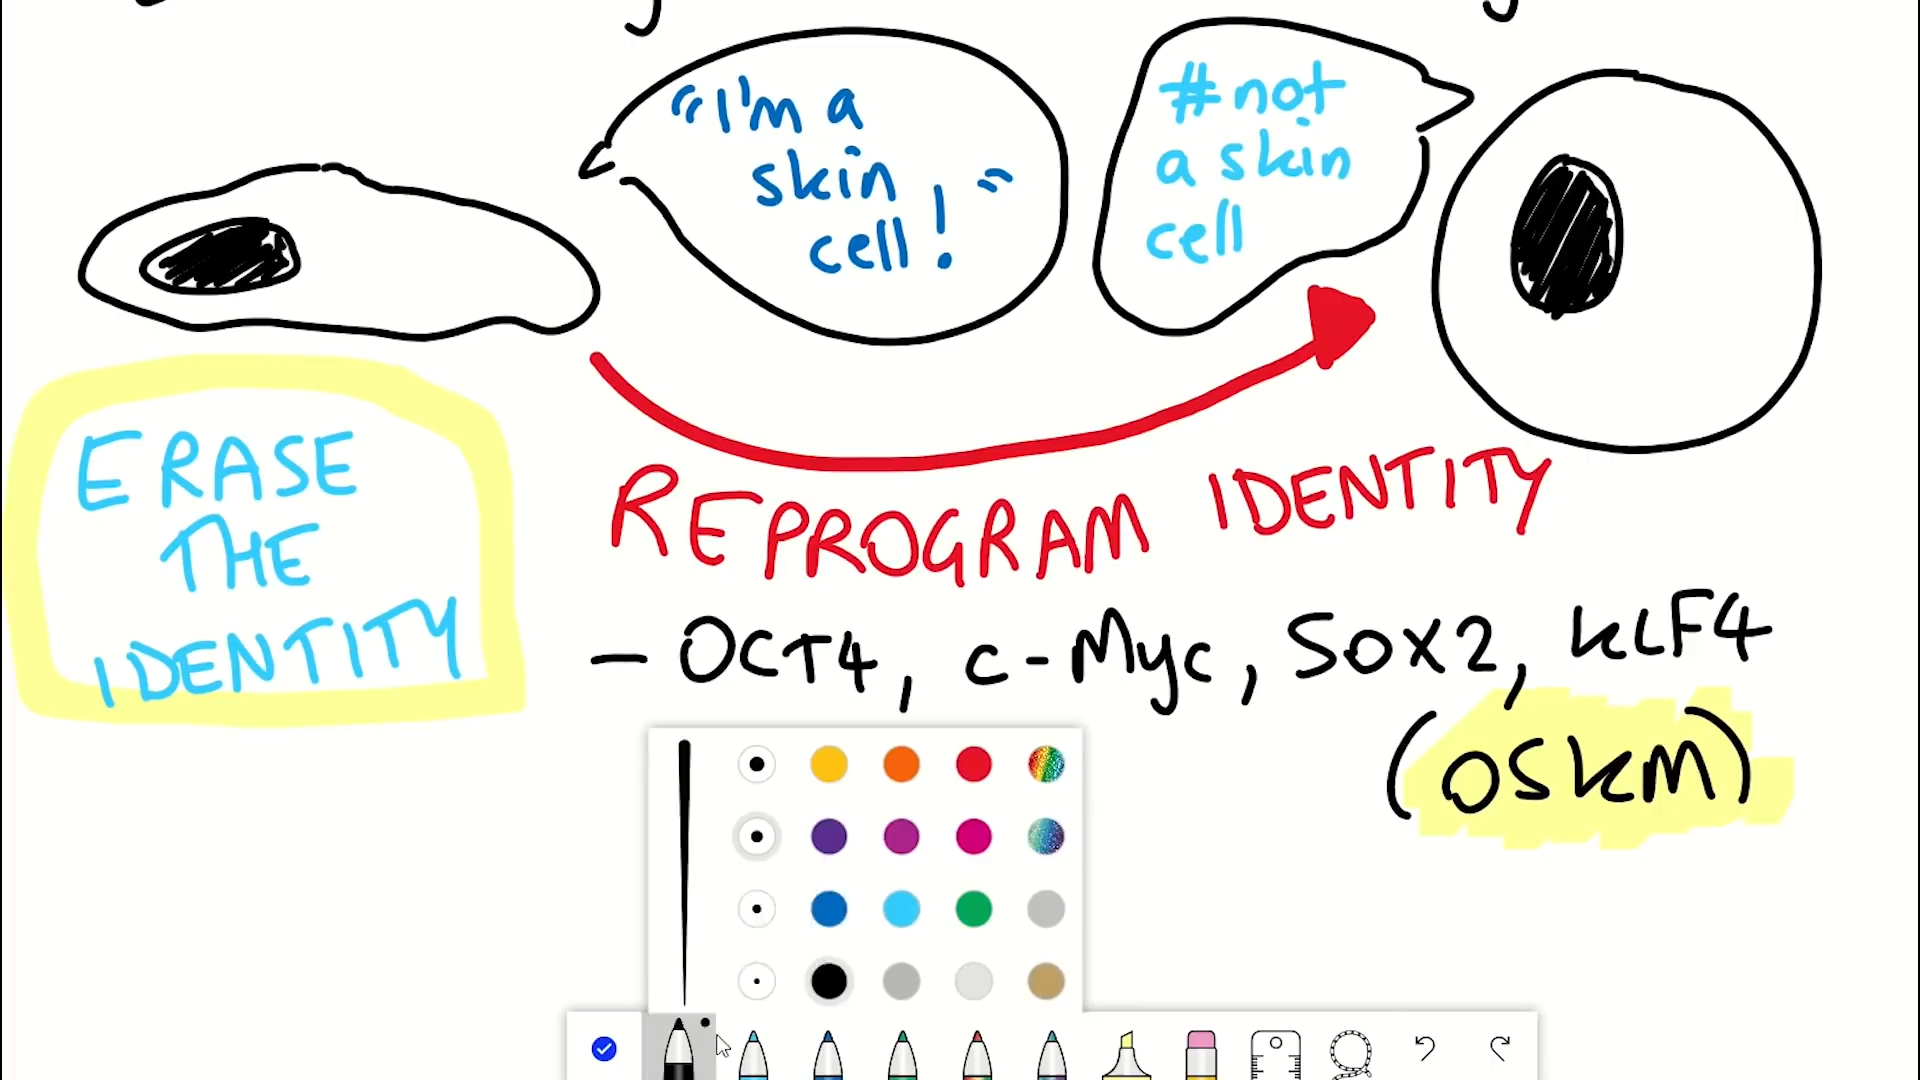 “I'm a
skin
cell!”
#not
a skin
cell
ERASE
THE
IDENTITY
REPROGRAM IDENTITY
- OCT4, c-Myc, SOX2, KLF4
(OSKM)